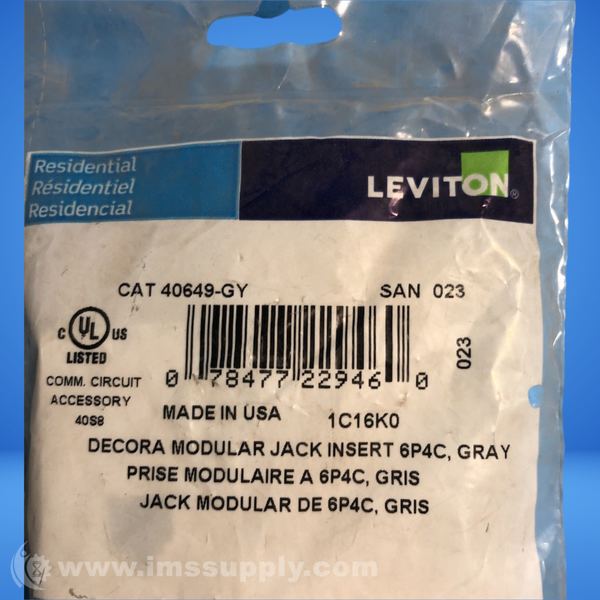 Residential
Résidentiel
Residencial
LEVITON®
CAT 40649-GY
SAN 023
C UL US
LISTED
COMM. CIRCUIT
ACCESSORY
40S8
0 78477 22946 0
023
MADE IN USA
1C16K0
DECORA MODULAR JACK INSERT 6P4C, GRAY
PRISE MODULAIRE A 6P4C, GRIS
JACK MODULAR DE 6P4C, GRIS
www.imssupply.com